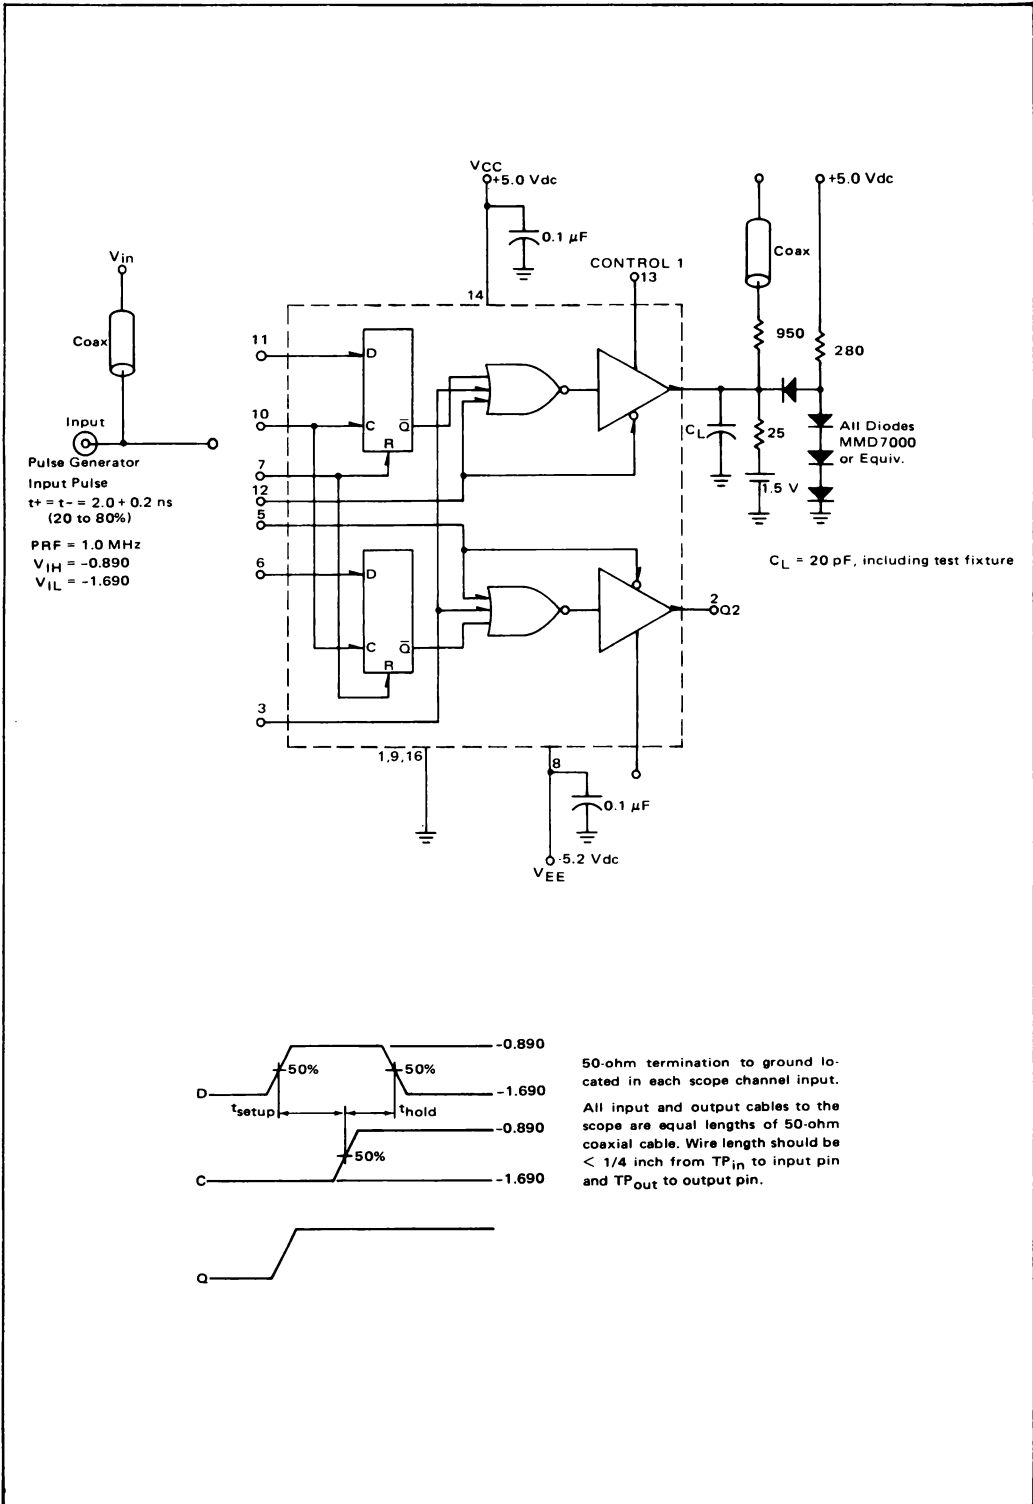 VCC
+5.0 Vdc
0.1 µF
CONTROL 1
13
14
+5.0 Vdc
Coax
950
280
Vin
Coax
Input
Pulse Generator
Input Pulse
t+ = t- = 2.0 + 0.2 ns
(20 to 80%)
PRF = 1.0 MHz
VIH = -0.890
VIL = -1.690
11
10
7
12
5
6
3
D
C
Q̅
R
D
C
Q̅
R
CL
25
1.5 V
All Diodes
MMD7000
or Equiv.
CL = 20 pF, including test fixture
2
Q2
1,9,16
8
0.1 µF
-5.2 Vdc
VEE
D
50%
50%
-0.890
-1.690
tsetup
thold
C
50%
-0.890
-1.690
Q
50-ohm termination to ground lo-
cated in each scope channel input.
All input and output cables to the
scope are equal lengths of 50-ohm
coaxial cable. Wire length should be
< 1/4 inch from TPin to input pin
and TPout to output pin.